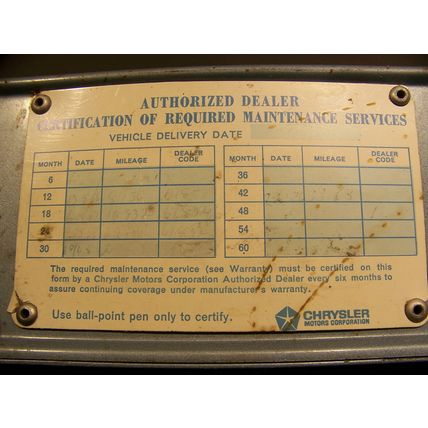 AUTHORIZED DEALER
CERTIFICATION OF REQUIRED MAINTENANCE SERVICES
VEHICLE DELIVERY DATE
MONTH DATE MILEAGE DEALER CODE MONTH DATE MILEAGE DEALER CODE
6 36
12 42
18 48
24 54
30 60
The required maintenance service (see Warranty) must be certified on this
form by a Chrysler Motors Corporation Authorized Dealer every six months to
assure continuing coverage under manufacturer's warranty.
Use ball-point pen only to certify.
CHRYSLER
MOTORS CORPORATION